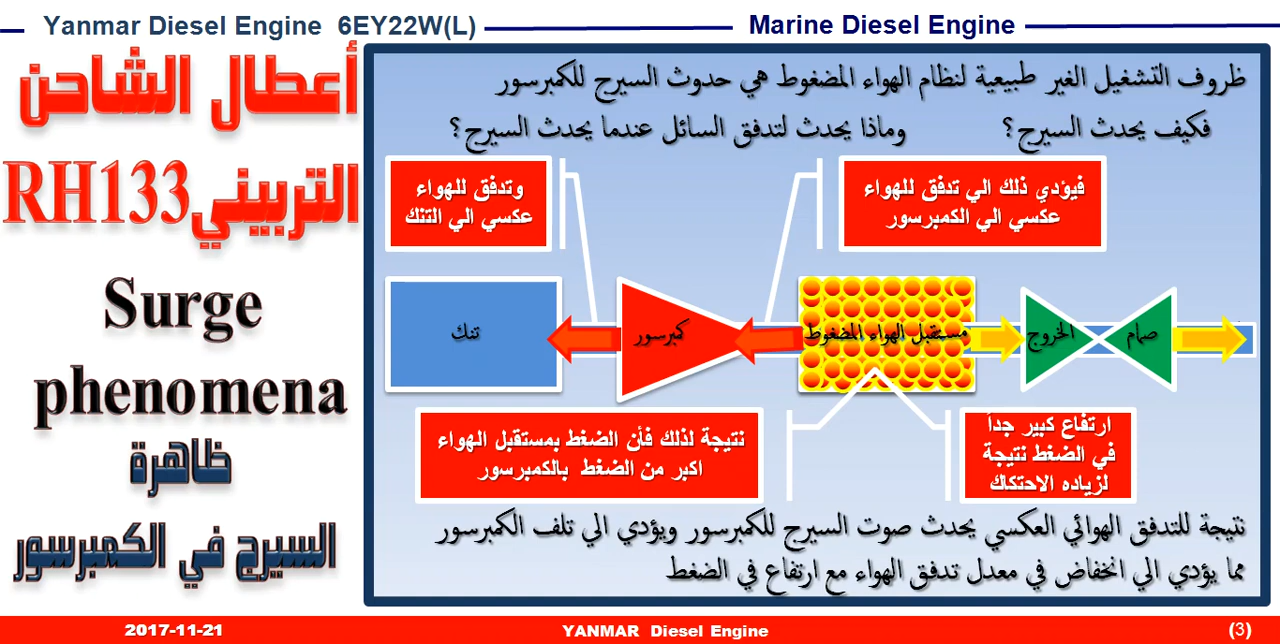 Yanmar Diesel Engine 6EY22W(L)
Marine Diesel Engine
أعطال الشاحن
التربيني RH133
Surge
phenomena
ظاهرة
السيرج في الكمبرسور
ظروف التشغيل الغير طبيعية لنظام الهواء المضغوط هي حدوث السيرج للكمبرسور
فكيف يحدث السيرج؟ وماذا يحدث لتدفق السائل عندما يحدث السيرج؟
فيؤدي ذلك الي تدفق للهواء
عكسي الي الكمبرسور
وتدفق للهواء
عكسي الي التنك
تنك
كمبرسور
مستقبل الهواء المضغوط
الخروج
صمام
ارتفاع كبير جداً
في الضغط نتيجة
لزياده الاحتكاك
نتيجة لذلك فأن الضغط بمستقبل الهواء
اكبر من الضغط بالكمبرسور
نتيجة للتدفق الهوائي العكسي يحدث صوت السيرج للكمبرسور ويؤدي الي تلف الكمبرسور
مما يؤدي الي انخفاض في معدل تدفق الهواء مع ارتفاع في الضغط
2017-11-21
YANMAR Diesel Engine
(3)